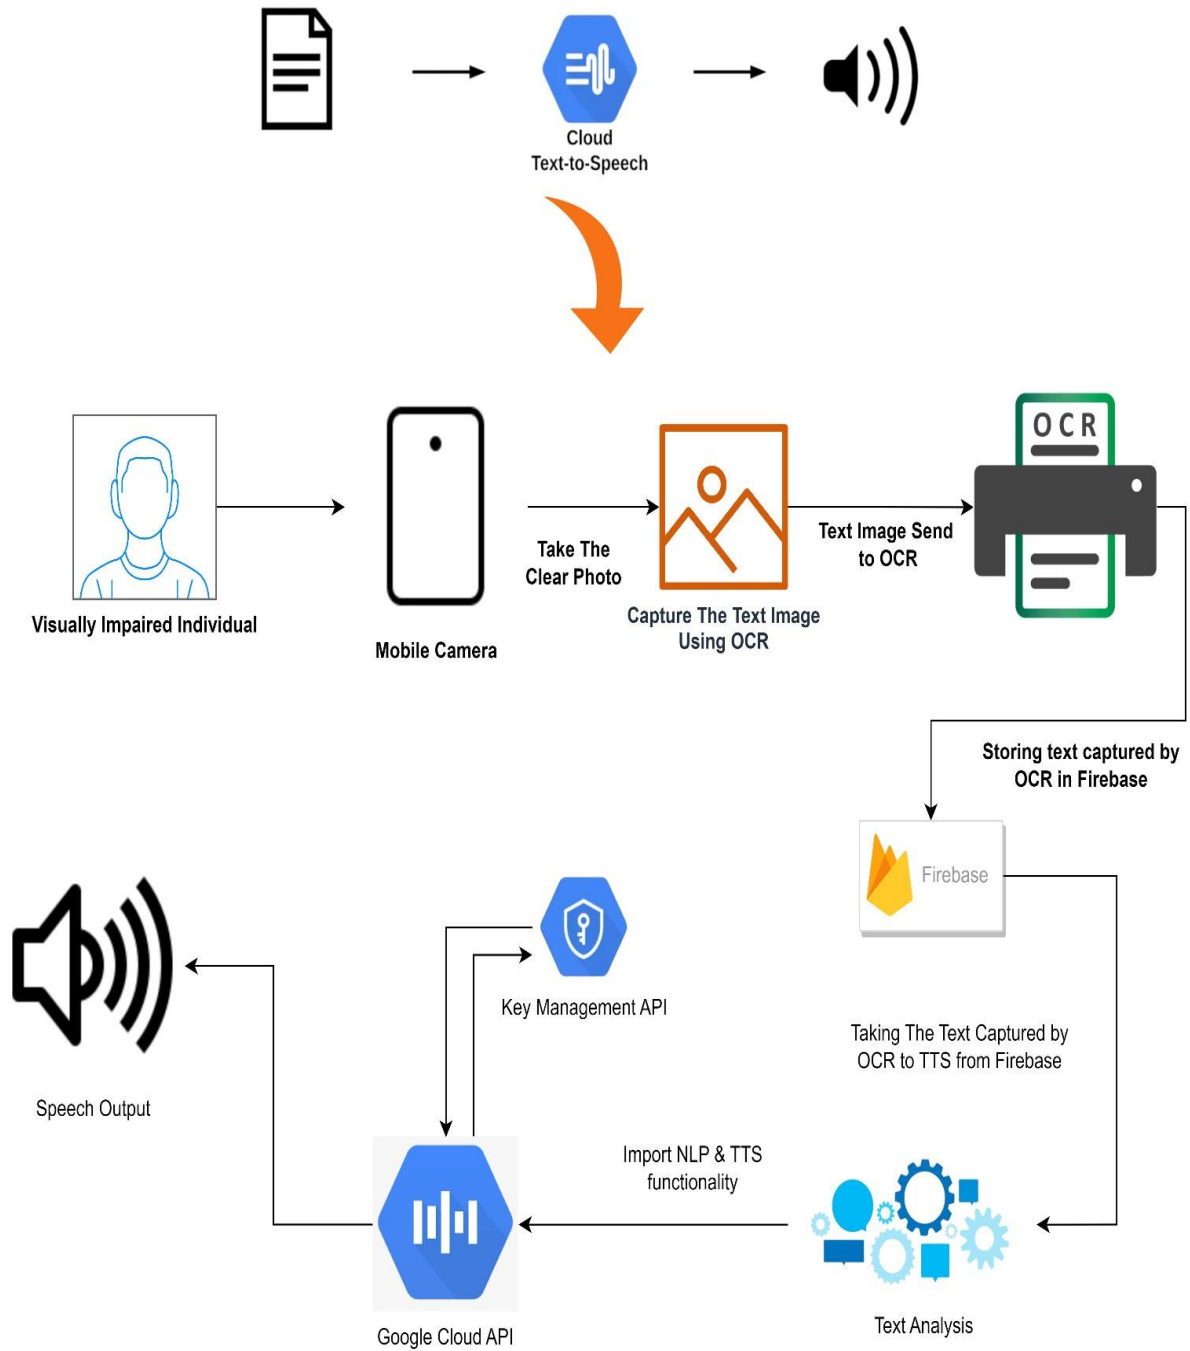 Cloud
Text-to-Speech
OCR
Take The
Clear Photo
Text Image Send
to OCR
Visually Impaired Individual
Mobile Camera
Capture The Text Image
Using OCR
Storing text captured by
OCR in Firebase
Firebase
Key Management API
Taking The Text Captured by
OCR to TTS from Firebase
Speech Output
Import NLP & TTS
functionality
Google Cloud API
Text Analysis